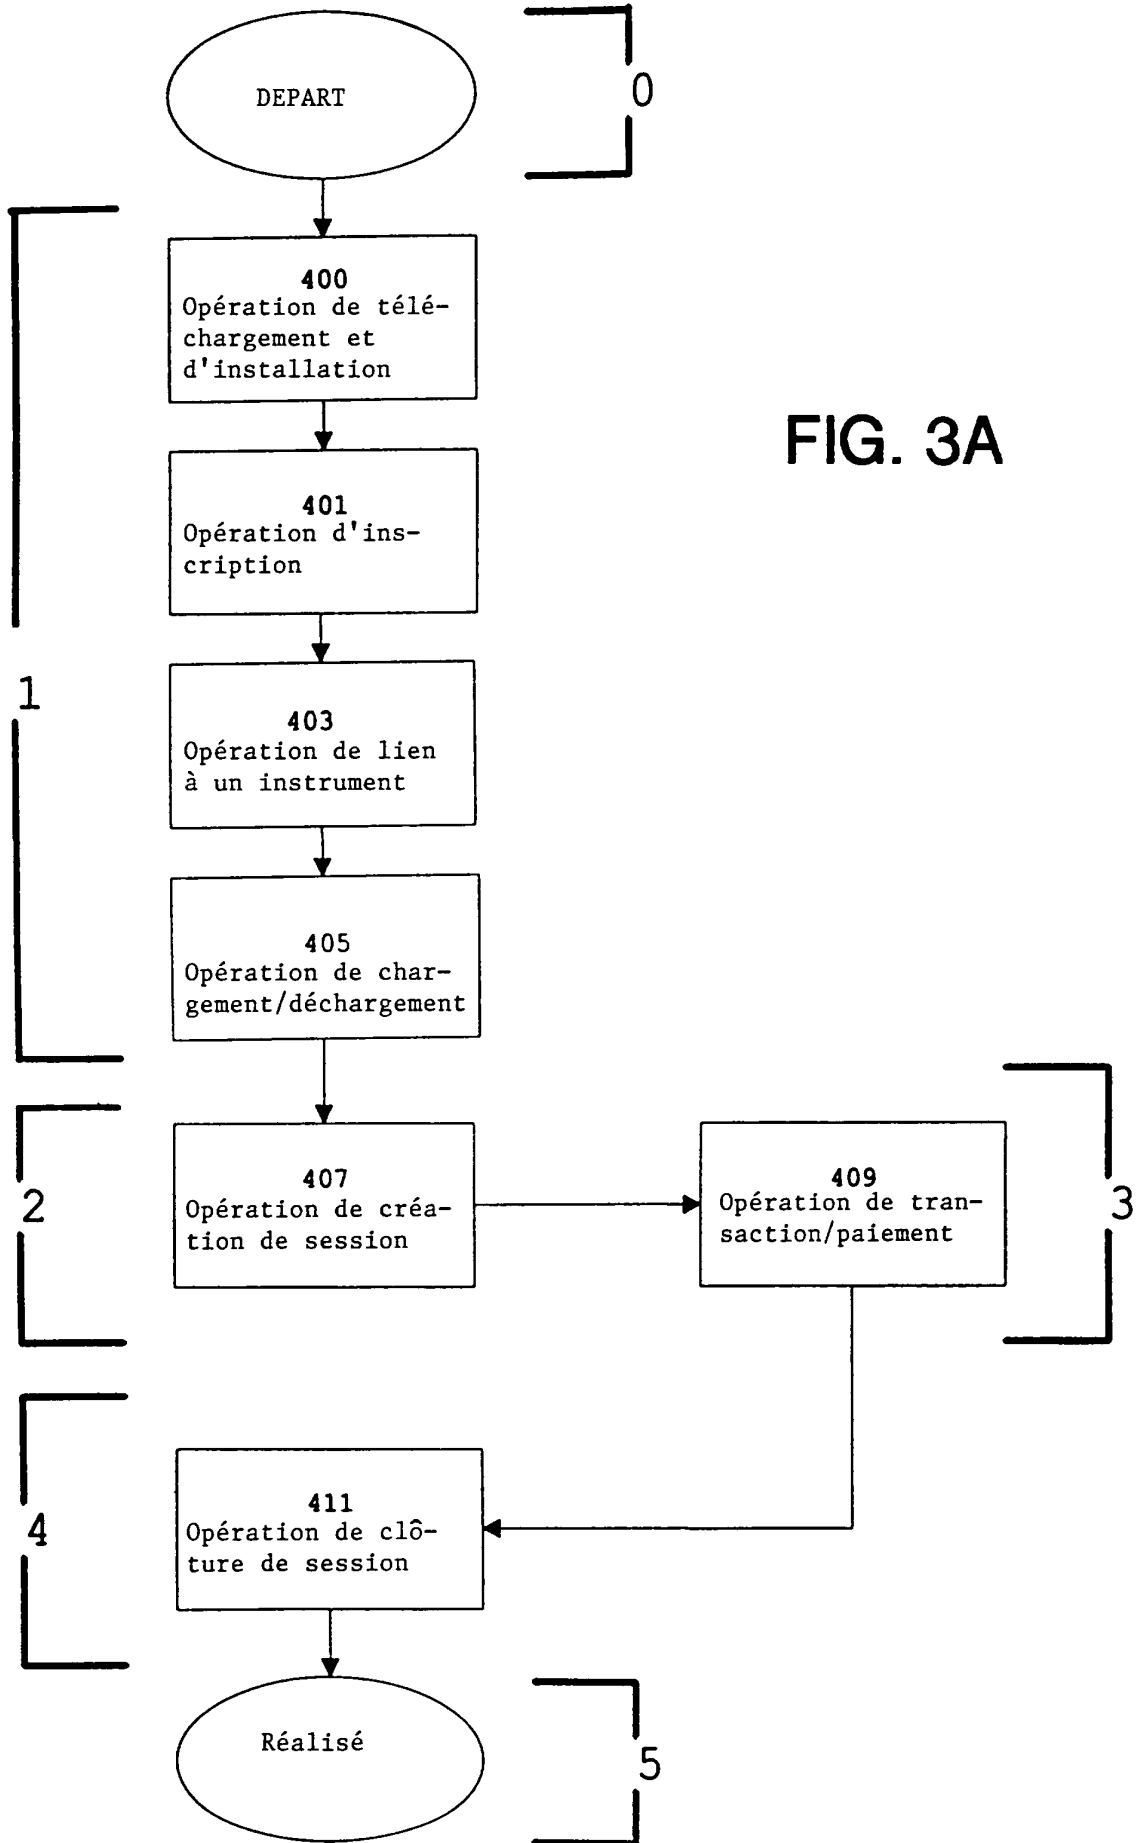 DEPART
0
400
Opération de télé-
chargement et
d'installation
FIG. 3A
401
Opération d'ins-
cription
1
403
Opération de lien
à un instrument
405
Opération de char-
gement/déchargement
2
407
Opération de créa-
tion de session
409
Opération de tran-
saction/paiement
3
4
411
Opération de clô-
ture de session
Réalisé
5